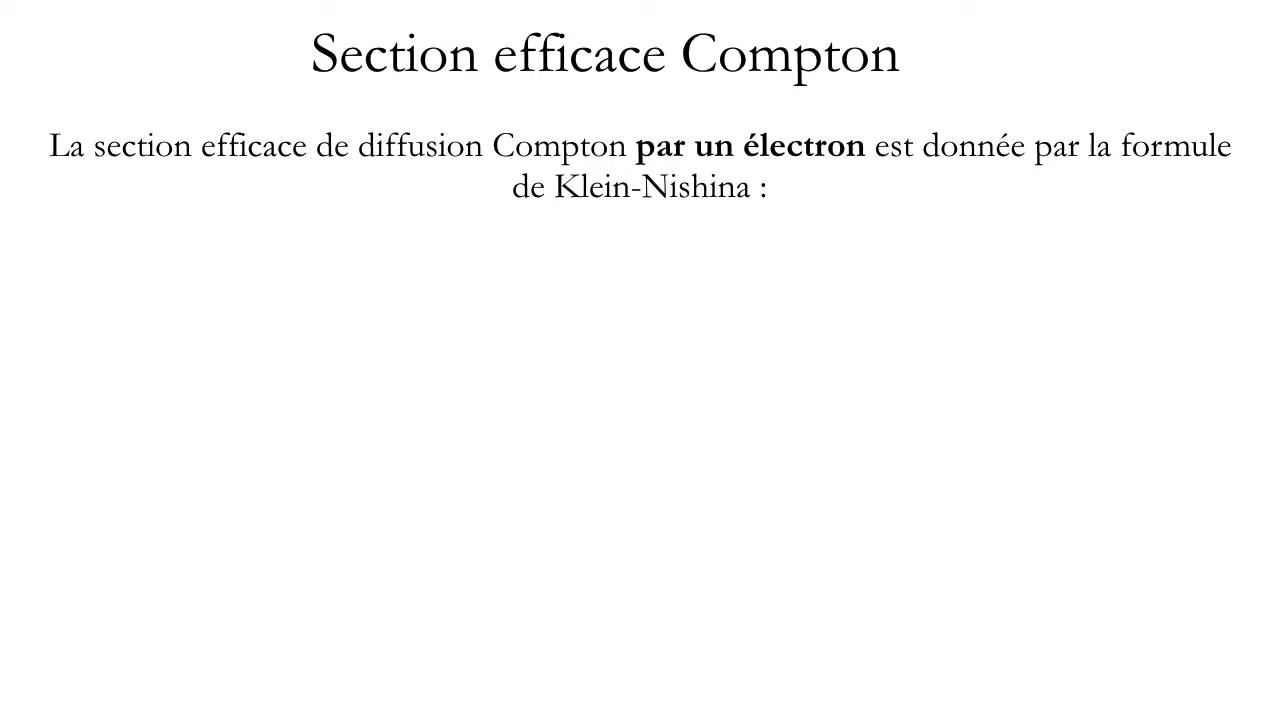 Section efficace Compton
La section efficace de diffusion Compton par un électron est donnée par la formule
de Klein-Nishina :